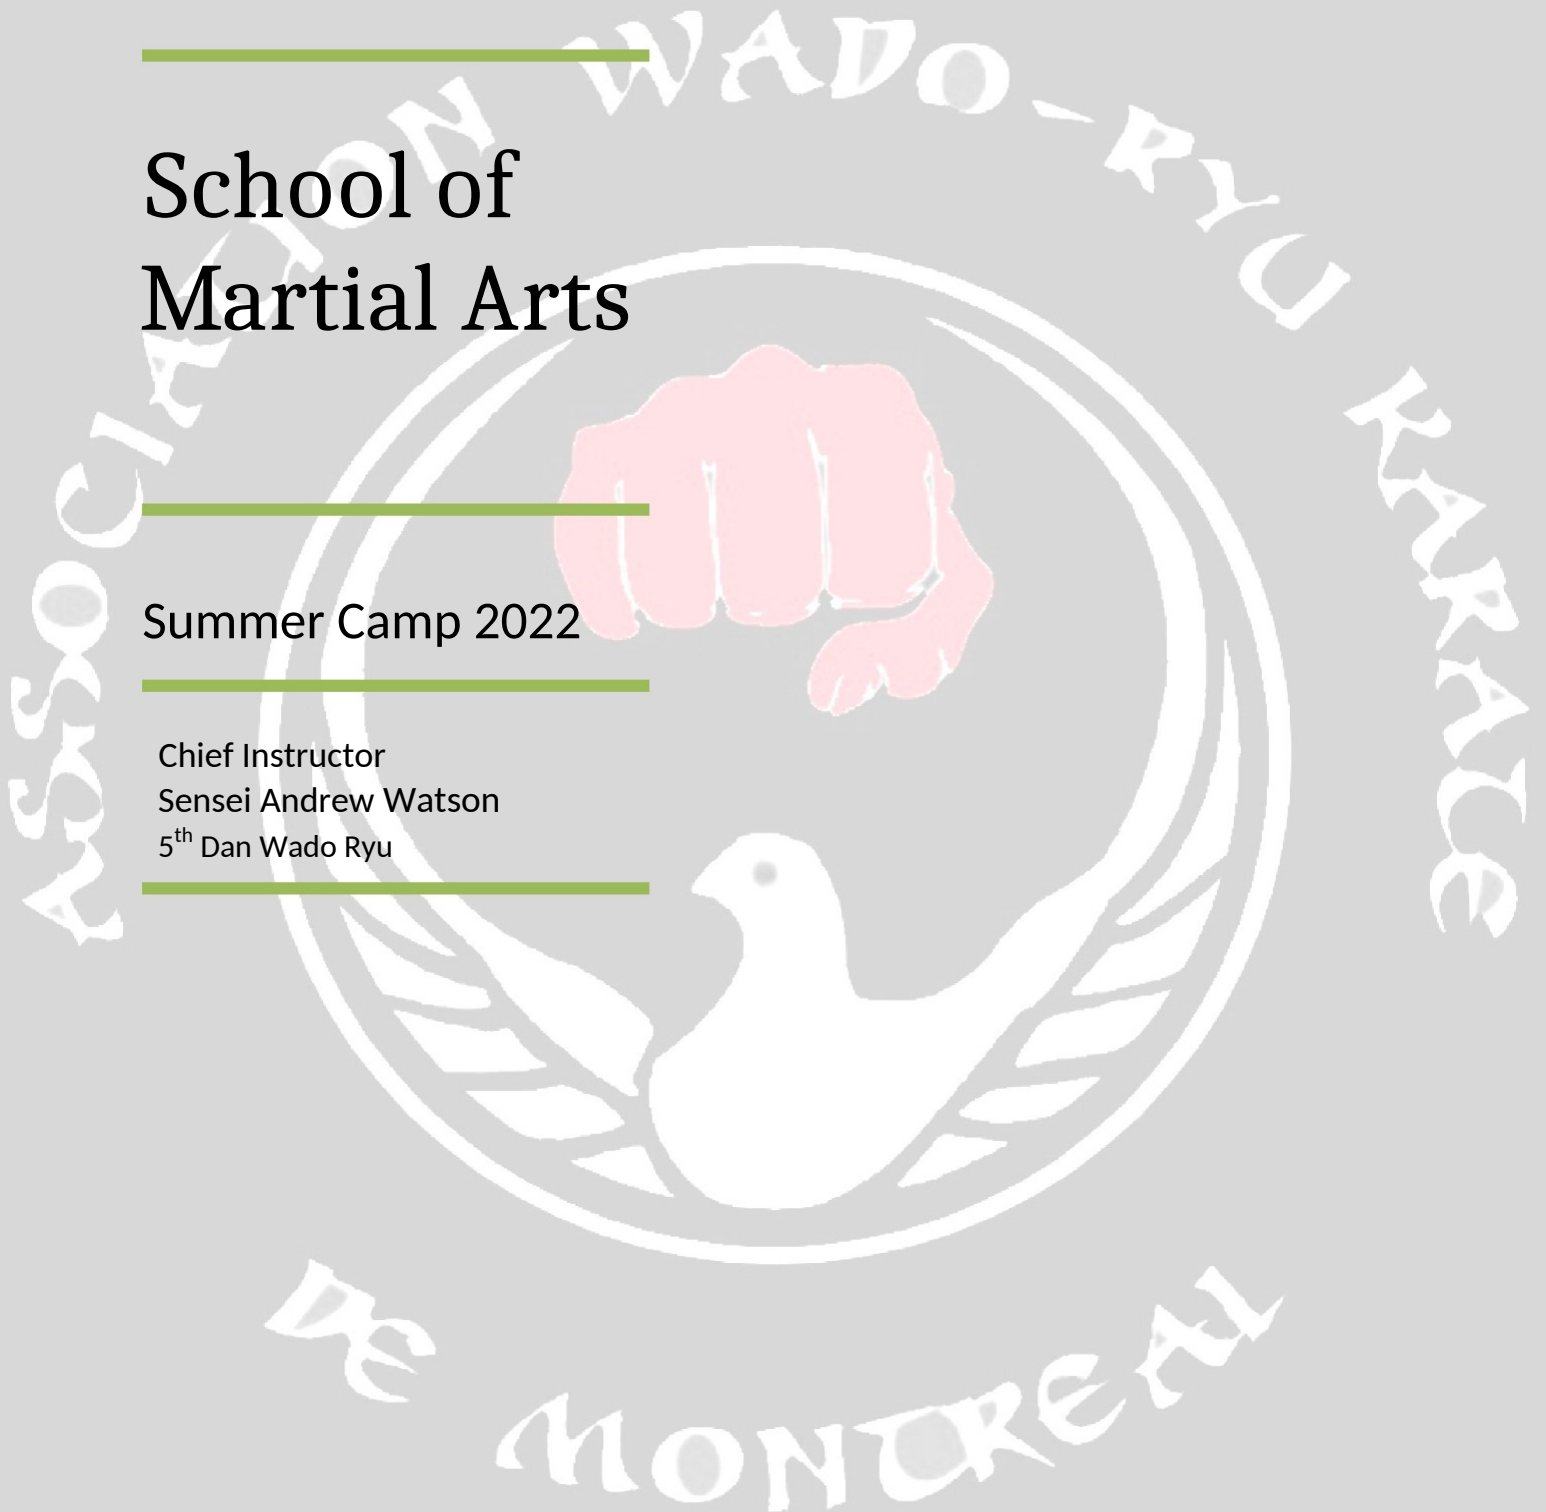 ASSOCIATION WADO-RYU KARATE
School of
Martial Arts
Summer Camp 2022
Chief Instructor
Sensei Andrew Watson
5th Dan Wado Ryu
DE MONTREAL